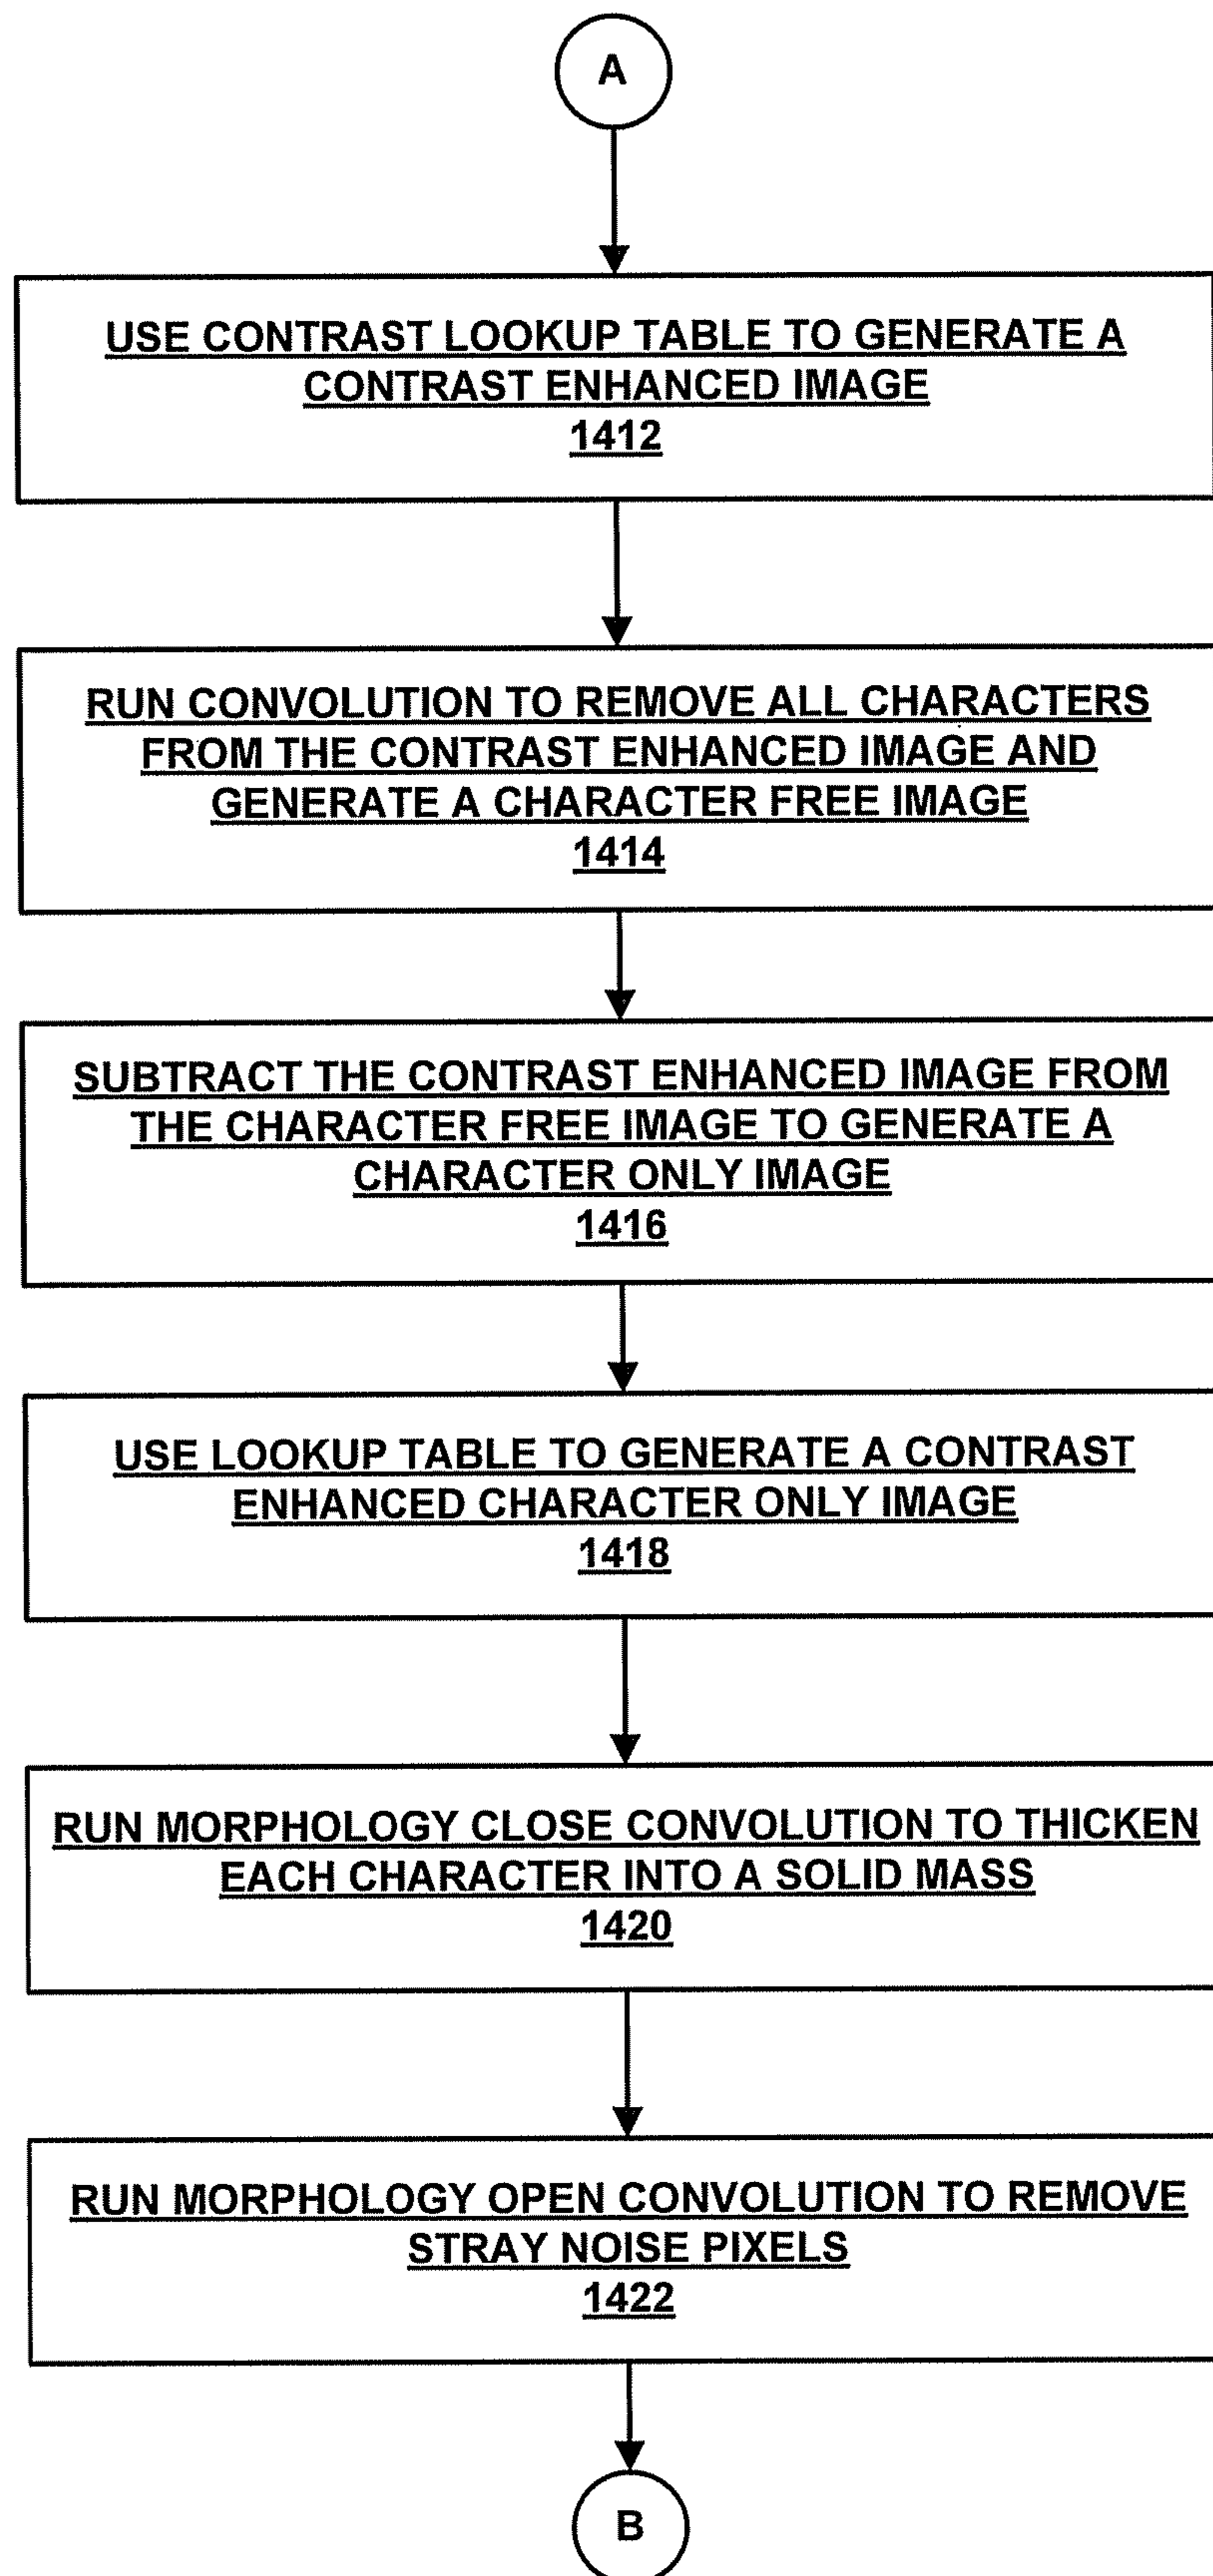 A
USE CONTRAST LOOKUP TABLE TO GENERATE A
CONTRAST ENHANCED IMAGE
1412
RUN CONVOLUTION TO REMOVE ALL CHARACTERS
FROM THE CONTRAST ENHANCED IMAGE AND
GENERATE A CHARACTER FREE IMAGE
1414
SUBTRACT THE CONTRAST ENHANCED IMAGE FROM
THE CHARACTER FREE IMAGE TO GENERATE A
CHARACTER ONLY IMAGE
1416
USE LOOKUP TABLE TO GENERATE A CONTRAST
ENHANCED CHARACTER ONLY IMAGE
1418
RUN MORPHOLOGY CLOSE CONVOLUTION TO THICKEN
EACH CHARACTER INTO A SOLID MASS
1420
RUN MORPHOLOGY OPEN CONVOLUTION TO REMOVE
STRAY NOISE PIXELS
1422
B